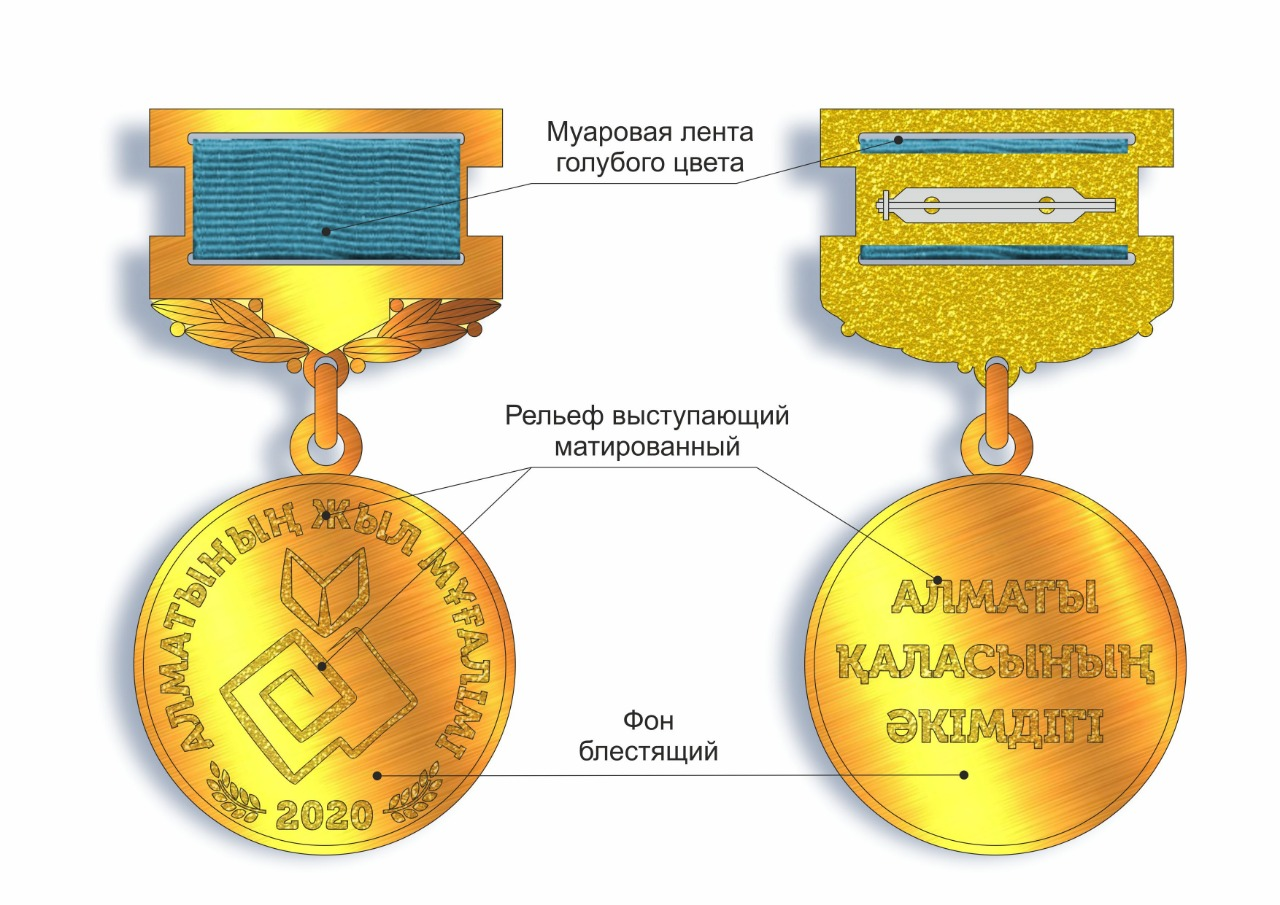 Муаровая лента
голубого цвета
Рельеф выступающий
матированный
АЛМАТЫНЫҢ ЖЫЛ МҰҒАЛІМІ
2020
АЛМАТЫ
ҚАЛАСЫНЫҢ
ӘКІМДІГІ
Фон
блестящий